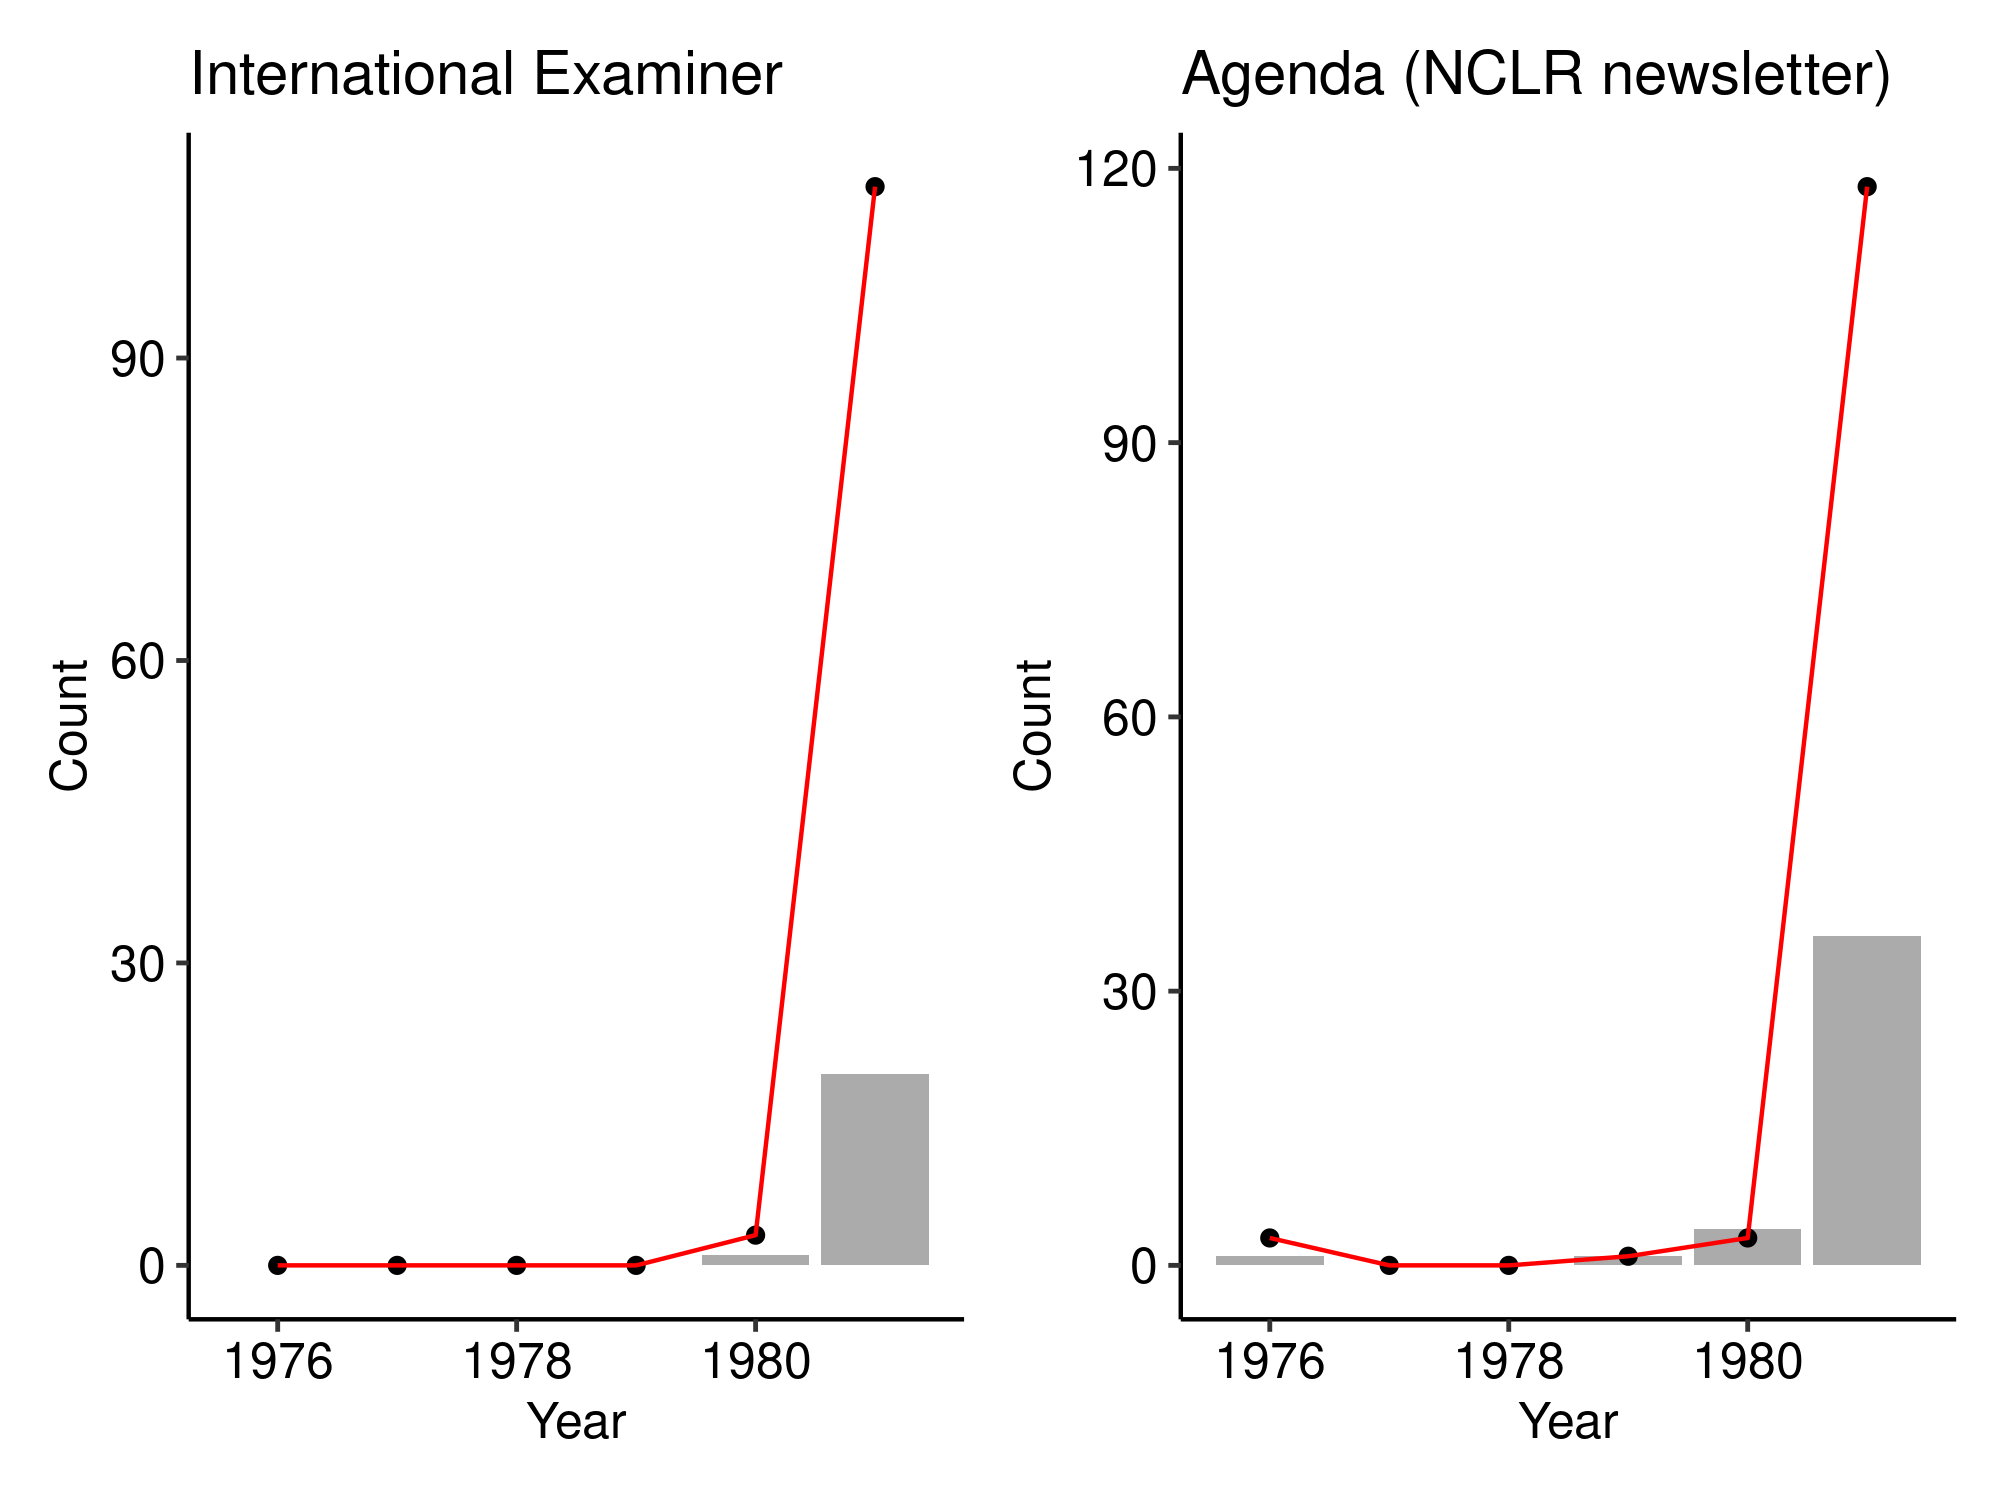 International Examiner
90
60
30
0
Count
1976 1978 1980
Year
Agenda (NCLR newsletter)
120
90
60
30
0
Count
1976 1978 1980
Year